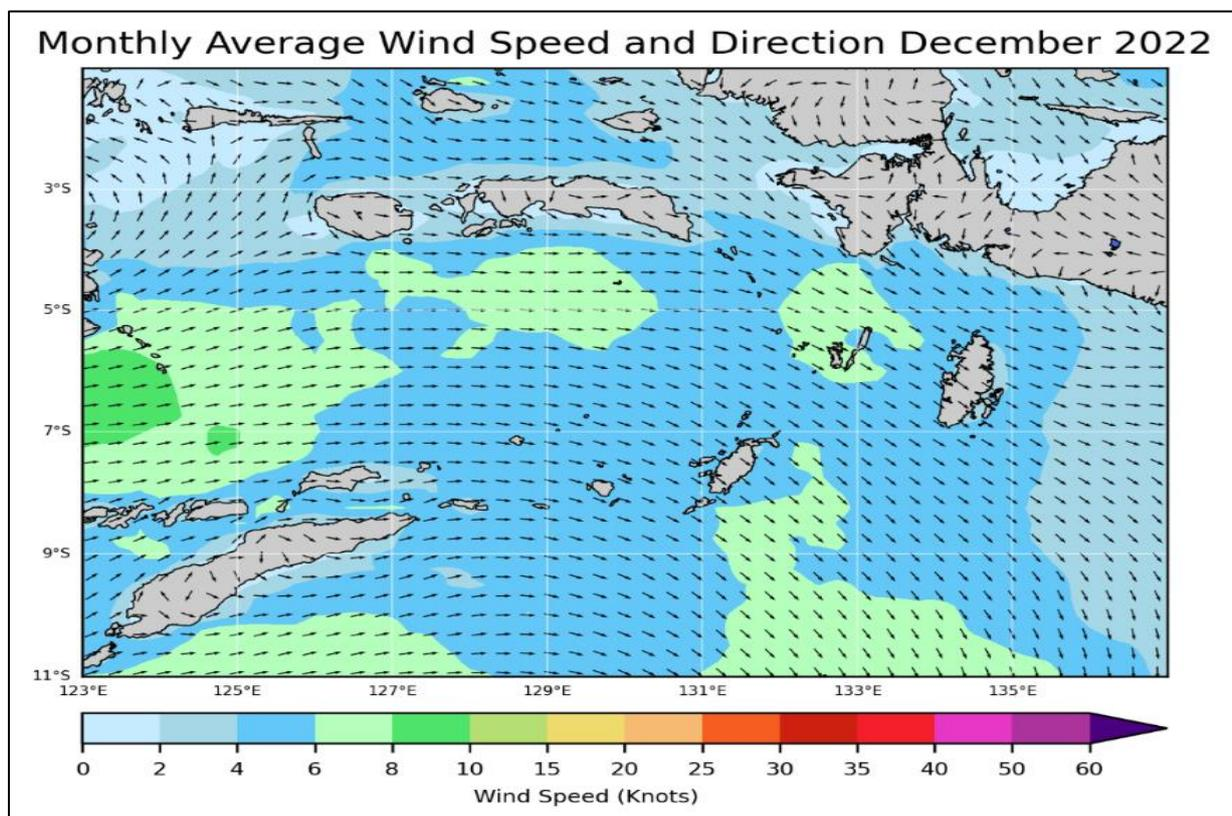 Monthly Average Wind Speed and Direction December 2022
3°S
5°S
7°S
9°S
11°S
123°E 125°E 127°E 129°E 131°E 133°E 135°E
0 2 4 6 8 10 15 20 25 30 35 40 50 60
Wind Speed (Knots)